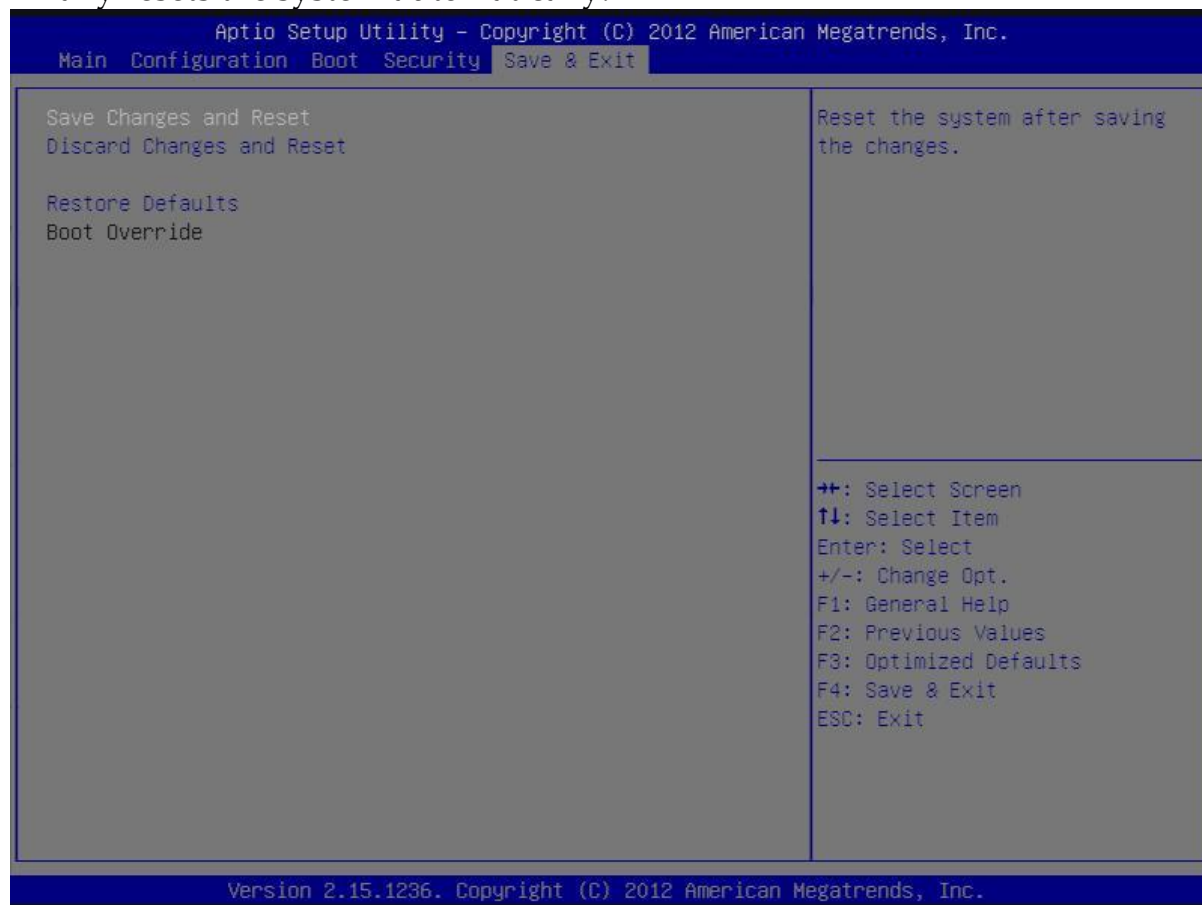 Aptio Setup Utility – Copyright (C) 2012 American Megatrends, Inc.
Main Configuration Boot Security Save & Exit
Save Changes and Reset
Discard Changes and Reset
Restore Defaults
Boot Override
Reset the system after saving
the changes.
→←: Select Screen
↑↓: Select Item
Enter: Select
+/-: Change Opt.
F1: General Help
F2: Previous Values
F3: Optimized Defaults
F4: Save & Exit
ESC: Exit
Version 2.15.1236. Copyright (C) 2012 American Megatrends, Inc.